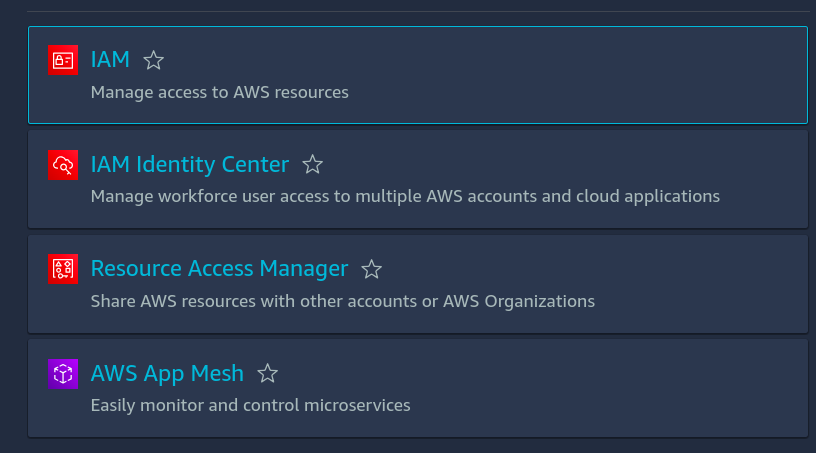 IAM
Manage access to AWS resources
IAM Identity Center
Manage workforce user access to multiple AWS accounts and cloud applications
Resource Access Manager
Share AWS resources with other accounts or AWS Organizations
AWS App Mesh
Easily monitor and control microservices